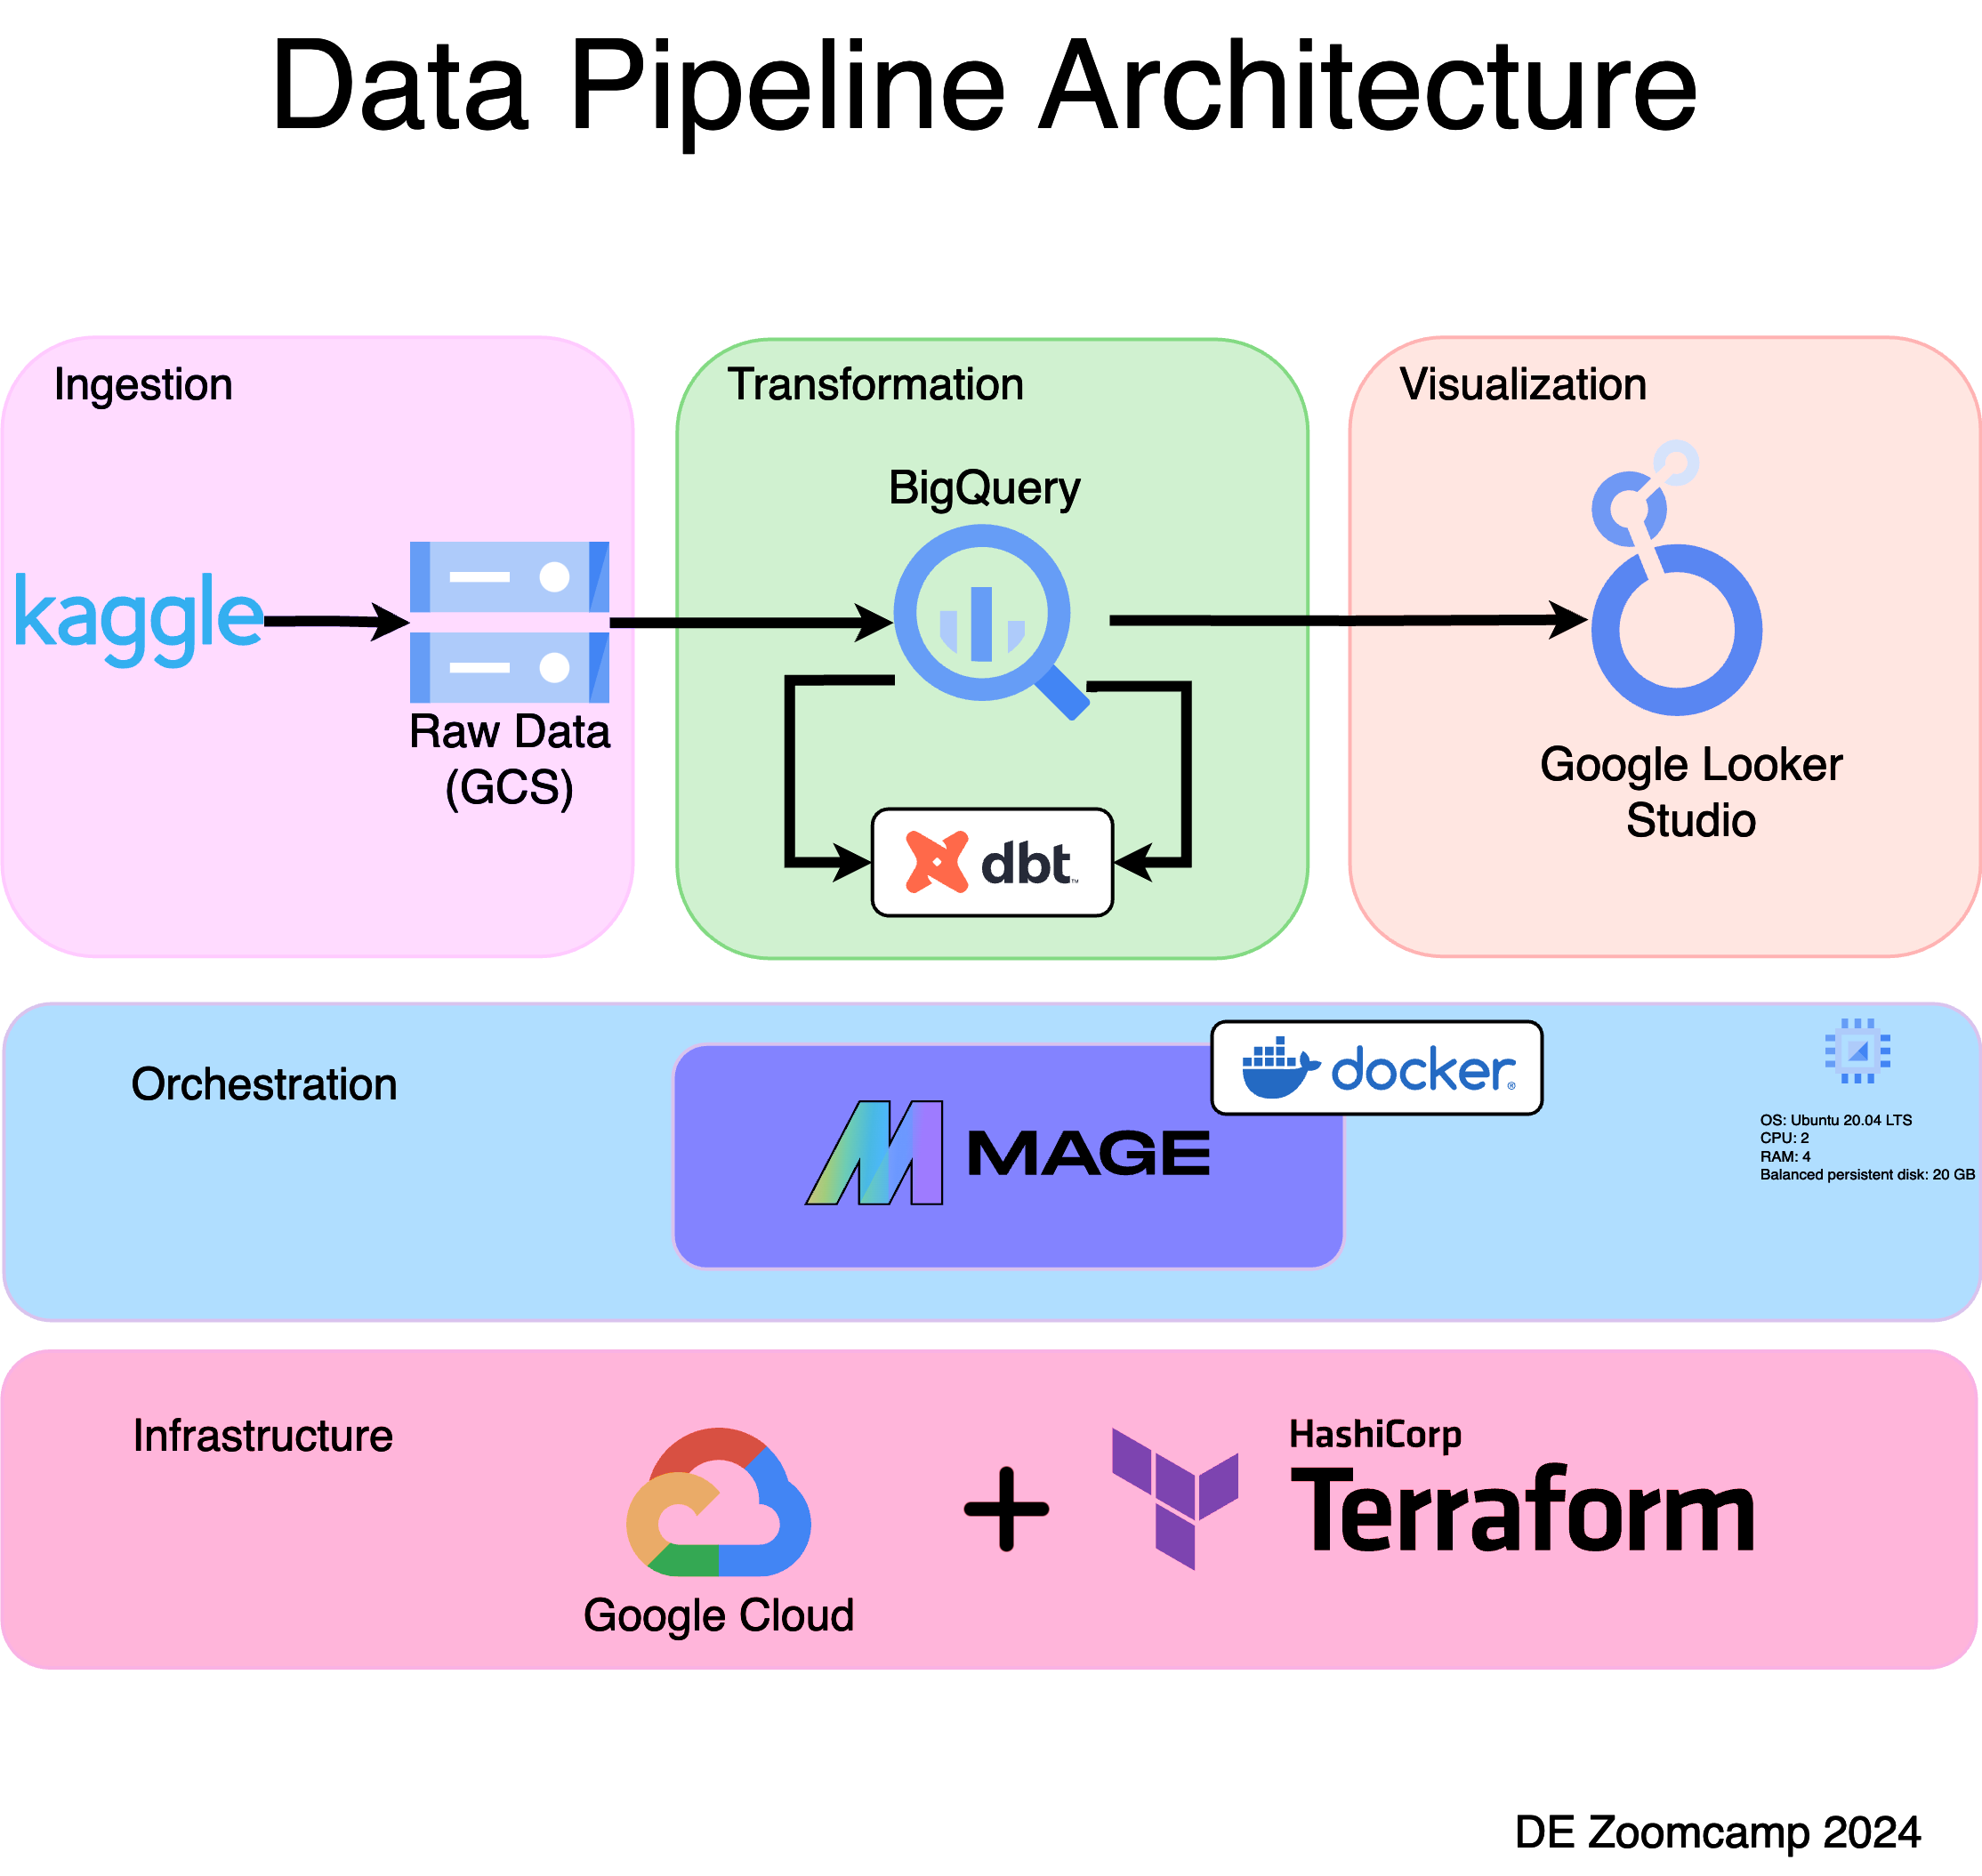 Data Pipeline Architecture
Ingestion
kaggle
Raw Data
(GCS)
Transformation
BigQuery
dbt™
Visualization
Google Looker
Studio
Orchestration
MAGE
docker®
OS: Ubuntu 20.04 LTS
CPU: 2
RAM: 4
Balanced persistent disk: 20 GB
Infrastructure
Google Cloud
HashiCorp
Terraform
DE Zoomcamp 2024